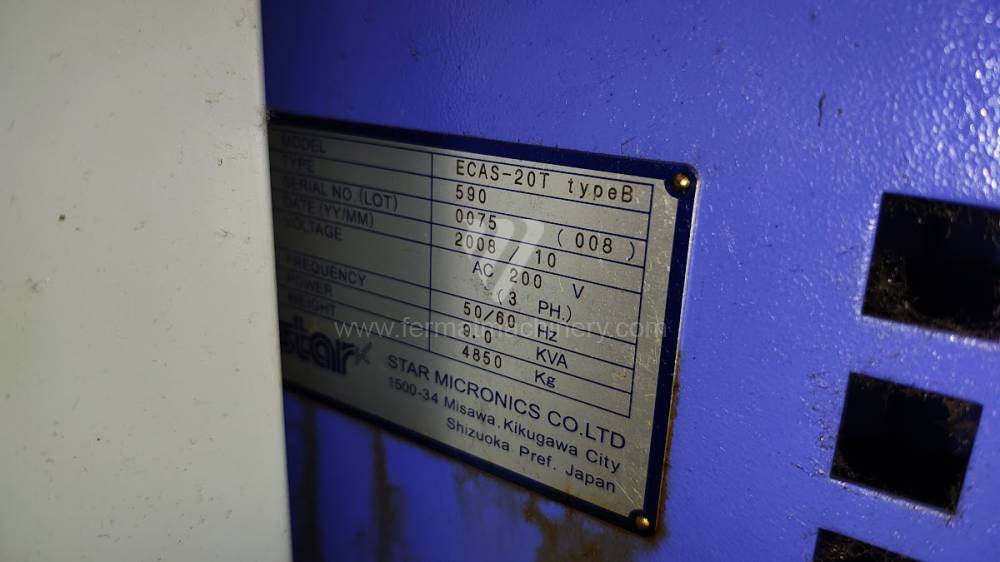 MODEL ECAS-20T typeB
TYPE 590
SERIAL NO.(LOT) 0075 (008)
DATE (YY/MM) 2008 / 10
VOLTAGE AC 200 V
(3 PH.)
FREQUENCY 50/60 Hz
POWER 9.0 KVA
WEIGHT 4850 Kg
star
STAR MICRONICS CO.LTD
1500-34 Misawa,Kikugawa City
Shizuoka Pref. Japan
www.fermatmachinery.com